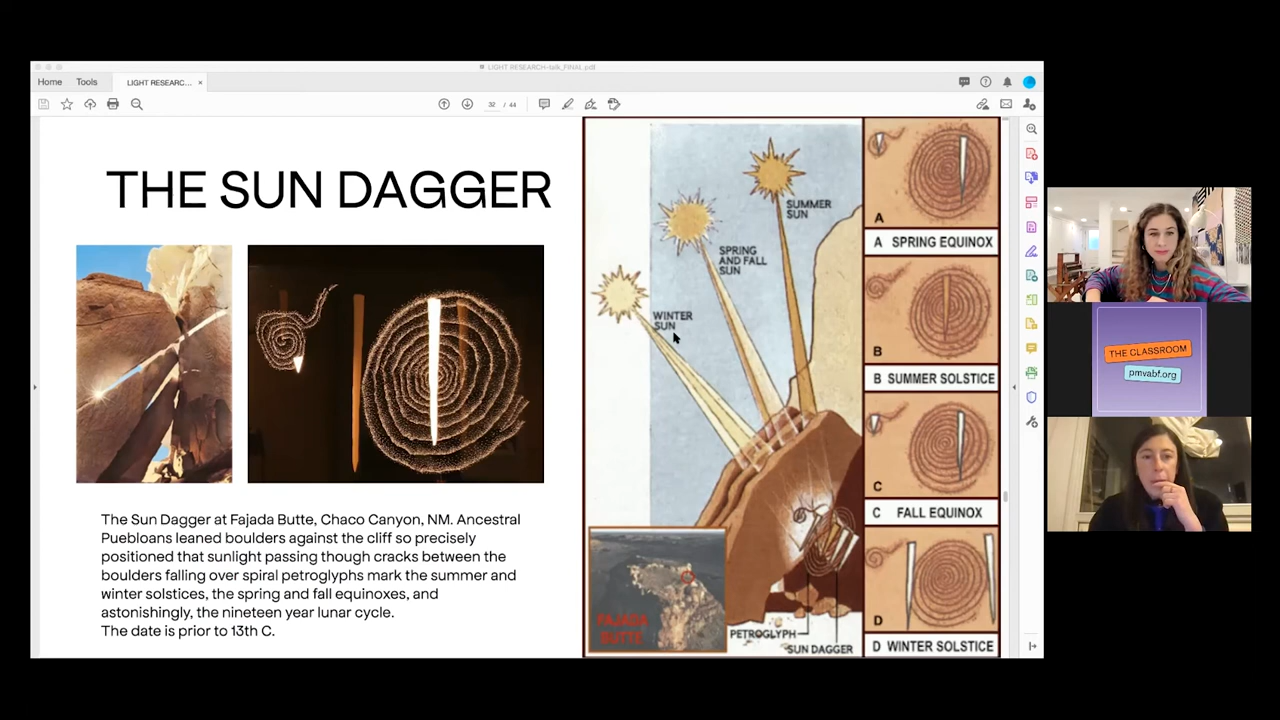 LIGHT RESEARCH-talk_FINAL.pdf
Home
Tools
LIGHT RESEARC... ×
32 / 44
THE SUN DAGGER
The Sun Dagger at Fajada Butte, Chaco Canyon, NM. Ancestral
Puebloans leaned boulders against the cliff so precisely
positioned that sunlight passing though cracks between the
boulders falling over spiral petroglyphs mark the summer and
winter solstices, the spring and fall equinoxes, and
astonishingly, the nineteen year lunar cycle.
The date is prior to 13th C.
SUMMER
SUN
SPRING
AND FALL
SUN
WINTER
SUN
FAJADA
BUTTE
PETROGLYPH
SUN DAGGER
A
A SPRING EQUINOX
B
B SUMMER SOLSTICE
C
C FALL EQUINOX
D
D WINTER SOLSTICE
THE CLASSROOM
pmvabf.org